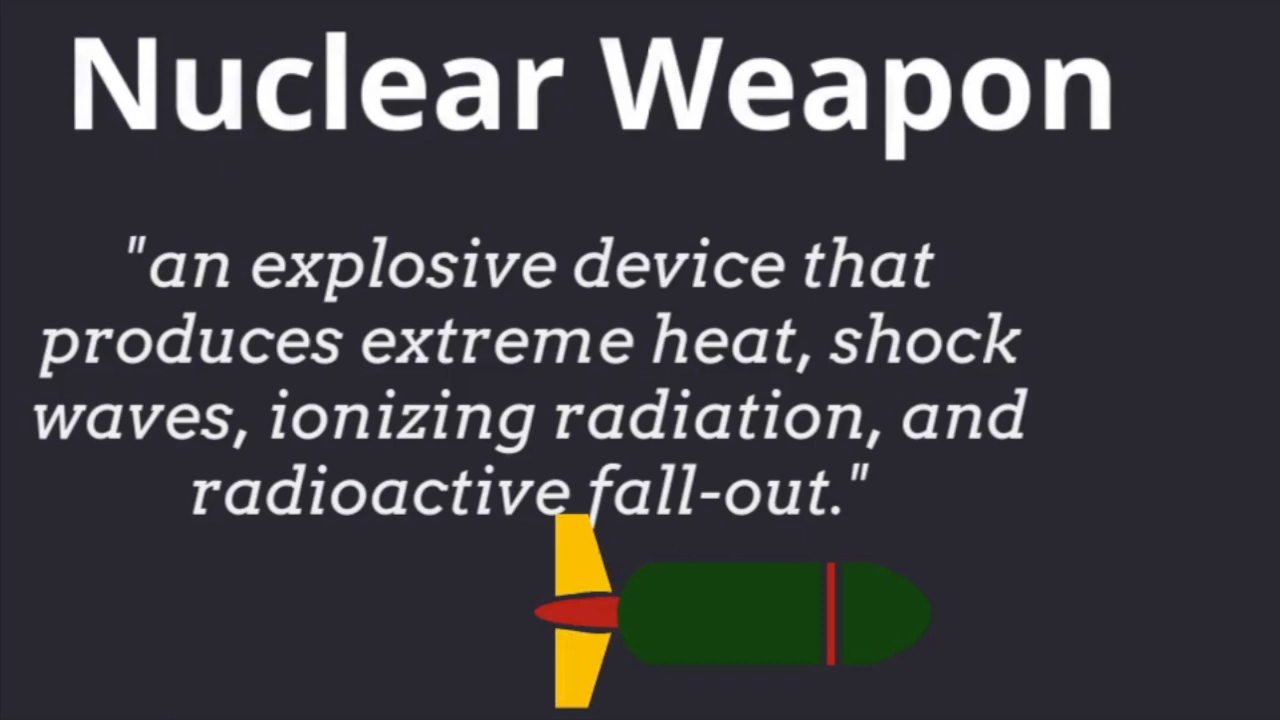 Nuclear Weapon
"an explosive device that
produces extreme heat, shock
waves, ionizing radiation, and
radioactive fall-out."